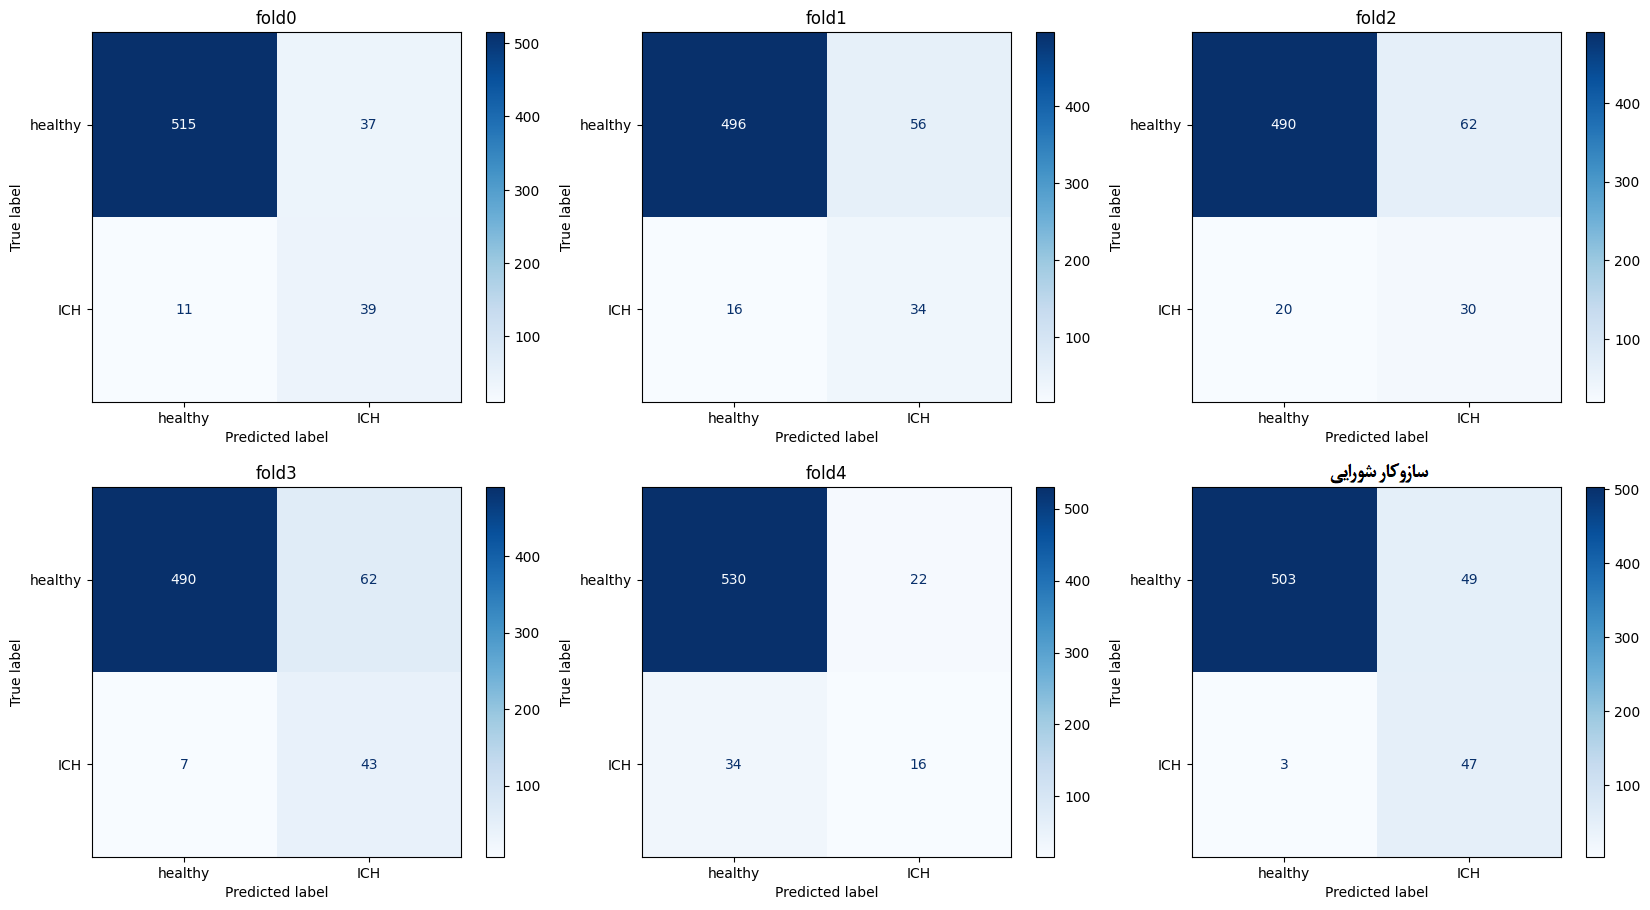 fold0
500
400
300
200
100
True label
healthy
ICH
515
37
11
39
healthy
ICH
Predicted label
fold1
400
300
200
100
True label
healthy
ICH
496
56
16
34
healthy
ICH
Predicted label
fold2
400
300
200
100
True label
healthy
ICH
490
62
20
30
healthy
ICH
Predicted label
fold3
400
300
200
100
True label
healthy
ICH
490
62
7
43
healthy
ICH
Predicted label
fold4
500
400
300
200
100
True label
healthy
ICH
530
22
34
16
healthy
ICH
Predicted label
سازوکار شورایی
500
400
300
200
100
True label
healthy
ICH
503
49
3
47
healthy
ICH
Predicted label